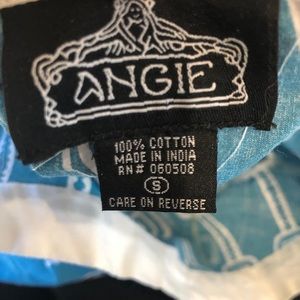 ANGIE
100% COTTON
MADE IN INDIA
RN# 060508
S
CARE ON REVERSE